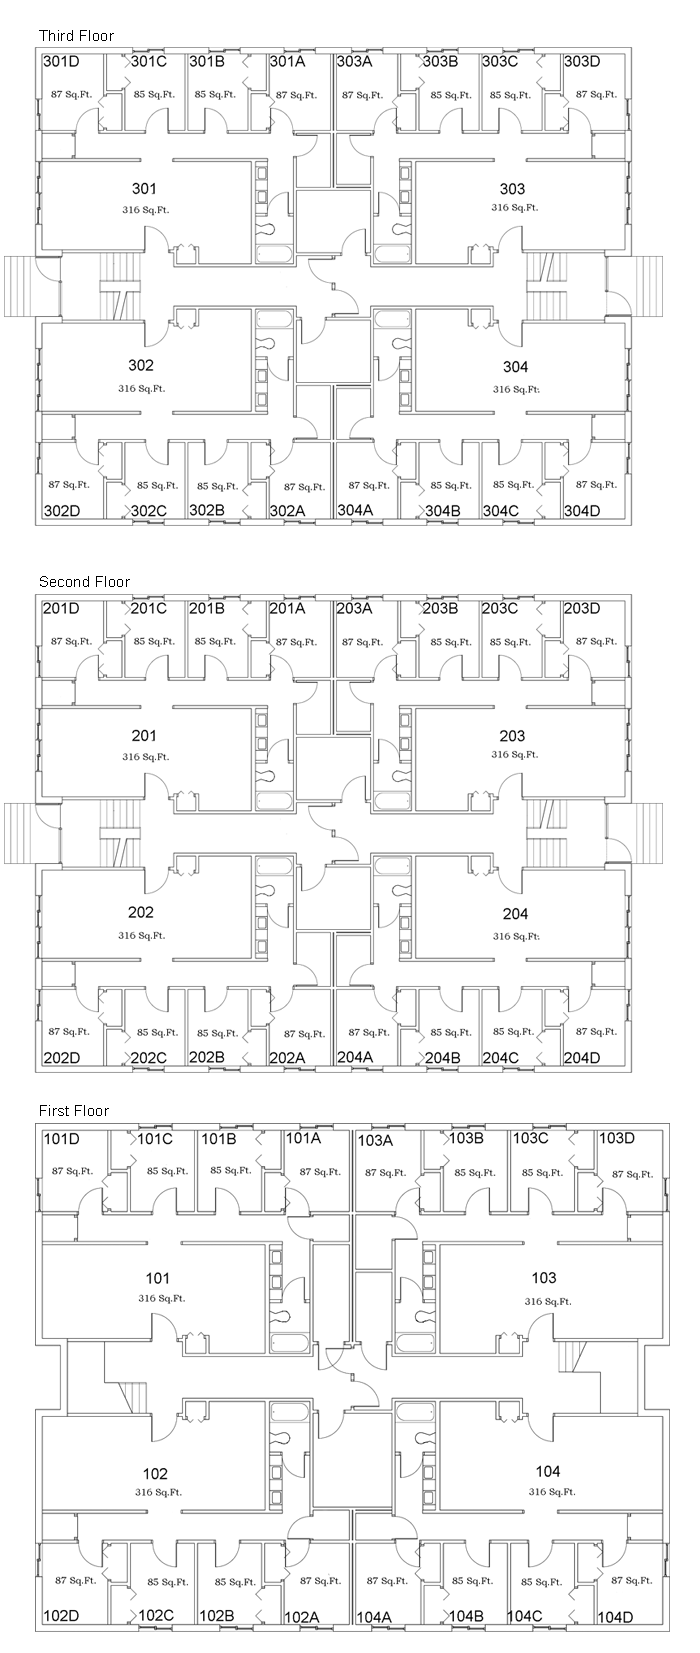 Third Floor
301D 301C 301B 301A 303A 303B 303C 303D
87 Sq.Ft. 85 Sq.Ft. 85 Sq.Ft. 87 Sq.Ft. 87 Sq.Ft. 85 Sq.Ft. 85 Sq.Ft. 87 Sq.Ft.
301 303
316 Sq.Ft. 316 Sq.Ft.
302 304
316 Sq.Ft. 316 Sq.Ft.
87 Sq.Ft. 85 Sq.Ft. 85 Sq.Ft. 87 Sq.Ft. 87 Sq.Ft. 85 Sq.Ft. 85 Sq.Ft. 87 Sq.Ft.
302D 302C 302B 302A 304A 304B 304C 304D
Second Floor
201D 201C 201B 201A 203A 203B 203C 203D
87 Sq.Ft. 85 Sq.Ft. 85 Sq.Ft. 87 Sq.Ft. 87 Sq.Ft. 85 Sq.Ft. 85 Sq.Ft. 87 Sq.Ft.
201 203
316 Sq.Ft. 316 Sq.Ft.
202 204
316 Sq.Ft. 316 Sq.Ft.
87 Sq.Ft. 85 Sq.Ft. 85 Sq.Ft. 87 Sq.Ft. 87 Sq.Ft. 85 Sq.Ft. 85 Sq.Ft. 87 Sq.Ft.
202D 202C 202B 202A 204A 204B 204C 204D
First Floor
101D 101C 101B 101A 103A 103B 103C 103D
87 Sq.Ft. 85 Sq.Ft. 85 Sq.Ft. 87 Sq.Ft. 87 Sq.Ft. 85 Sq.Ft. 85 Sq.Ft. 87 Sq.Ft.
101 103
316 Sq.Ft. 316 Sq.Ft.
102 104
316 Sq.Ft. 316 Sq.Ft.
87 Sq.Ft. 85 Sq.Ft. 85 Sq.Ft. 87 Sq.Ft. 87 Sq.Ft. 85 Sq.Ft. 85 Sq.Ft. 87 Sq.Ft.
102D 102C 102B 102A 104A 104B 104C 104D